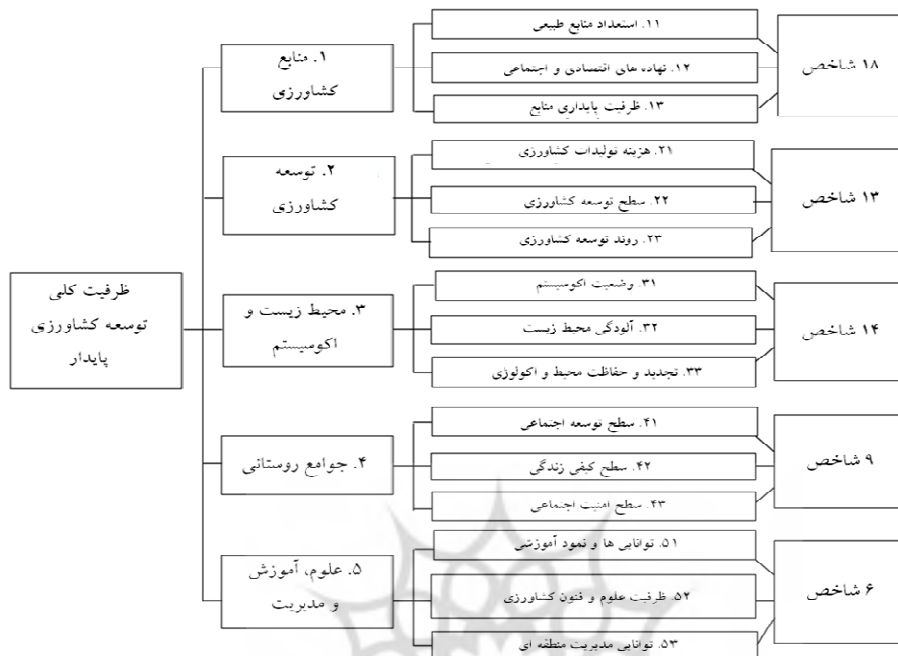 ظرفیت کلی
توسعه کشاورزی
پایدار
۱. منابع
کشاورزی
۱۱. استعداد منابع طبیعی
۱۲. نهاده های اقتصادی و اجتماعی
۱۳. ظرفیت پایداری منابع
۱۸ شاخص
۲. توسعه
کشاورزی
۲۱. هزینه تولیدات کشاورزی
۲۲. سطح توسعه کشاورزی
۲۳. روند توسعه کشاورزی
۱۳ شاخص
۳. محیط زیست و
اکوسیستم
۳۱. وضعیت اکوسیستم
۳۲. آلودگی محیط زیست
۳۳. تجدید و حفاظت محیط و اکولوژی
۱۴ شاخص
۴. جوامع روستائی
۴۱. سطح توسعه اجتماعی
۴۲. سطح کیفی زندگی
۴۳. سطح امنیت اجتماعی
۹ شاخص
۵. علوم، آموزش
و مدیریت
۵۱. توانایی ها و نمود آموزشی
۵۲. ظرفیت علوم و فنون کشاورزی
۵۳. توانایی مدیریت منطقه ای
۶ شاخص